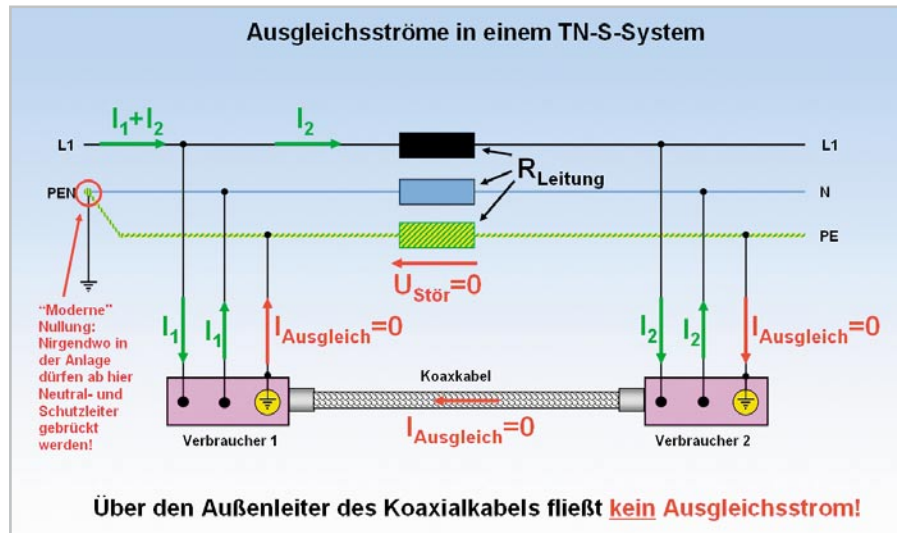 Ausgleichsströme in einem TN-S-System
I1+I2
I2
L1
L1
RLeitung
PEN
N
PE
UStör=0
"Moderne"
Nullung:
Nirgendwo in
der Anlage
dürfen ab hier
Neutral- und
Schutzleiter
gebrückt
werden!
I1
I1
IAusgleich=0
I2
I2
IAusgleich=0
Koaxkabel
IAusgleich=0
Verbraucher 1
Verbraucher 2
Über den Außenleiter des Koaxialkabels fließt kein Ausgleichsstrom!